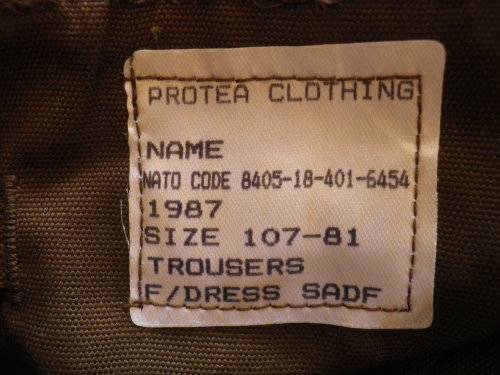 PROTEA CLOTHING
NAME
NATO CODE 8405-18-401-6454
1987
SIZE 107-81
TROUSERS
F/DRESS SADF